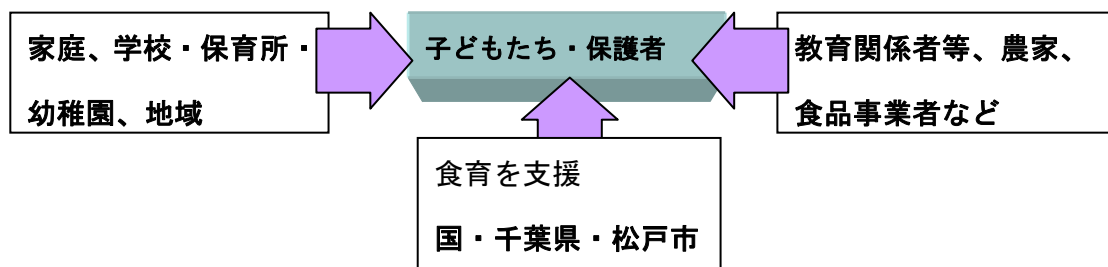 家庭、学校・保育所・
幼稚園、地域
子どもたち・保護者
教育関係者等、農家、
食品事業者など
食育を支援
国・千葉県・松戸市